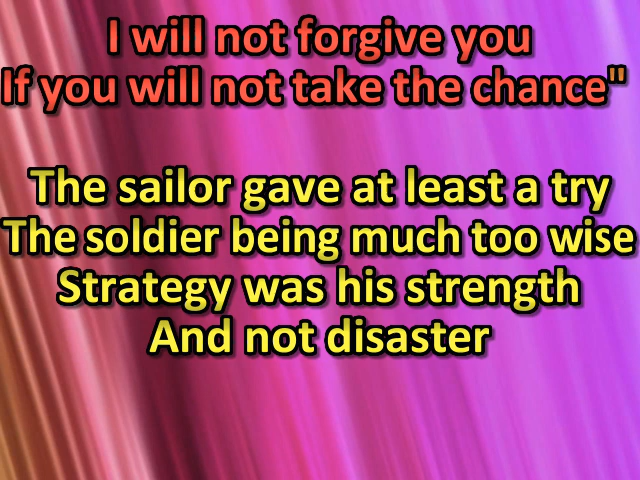 I will not forgive you
If you will not take the chance"
The sailor gave at least a try
The soldier being much too wise
Strategy was his strength
And not disaster